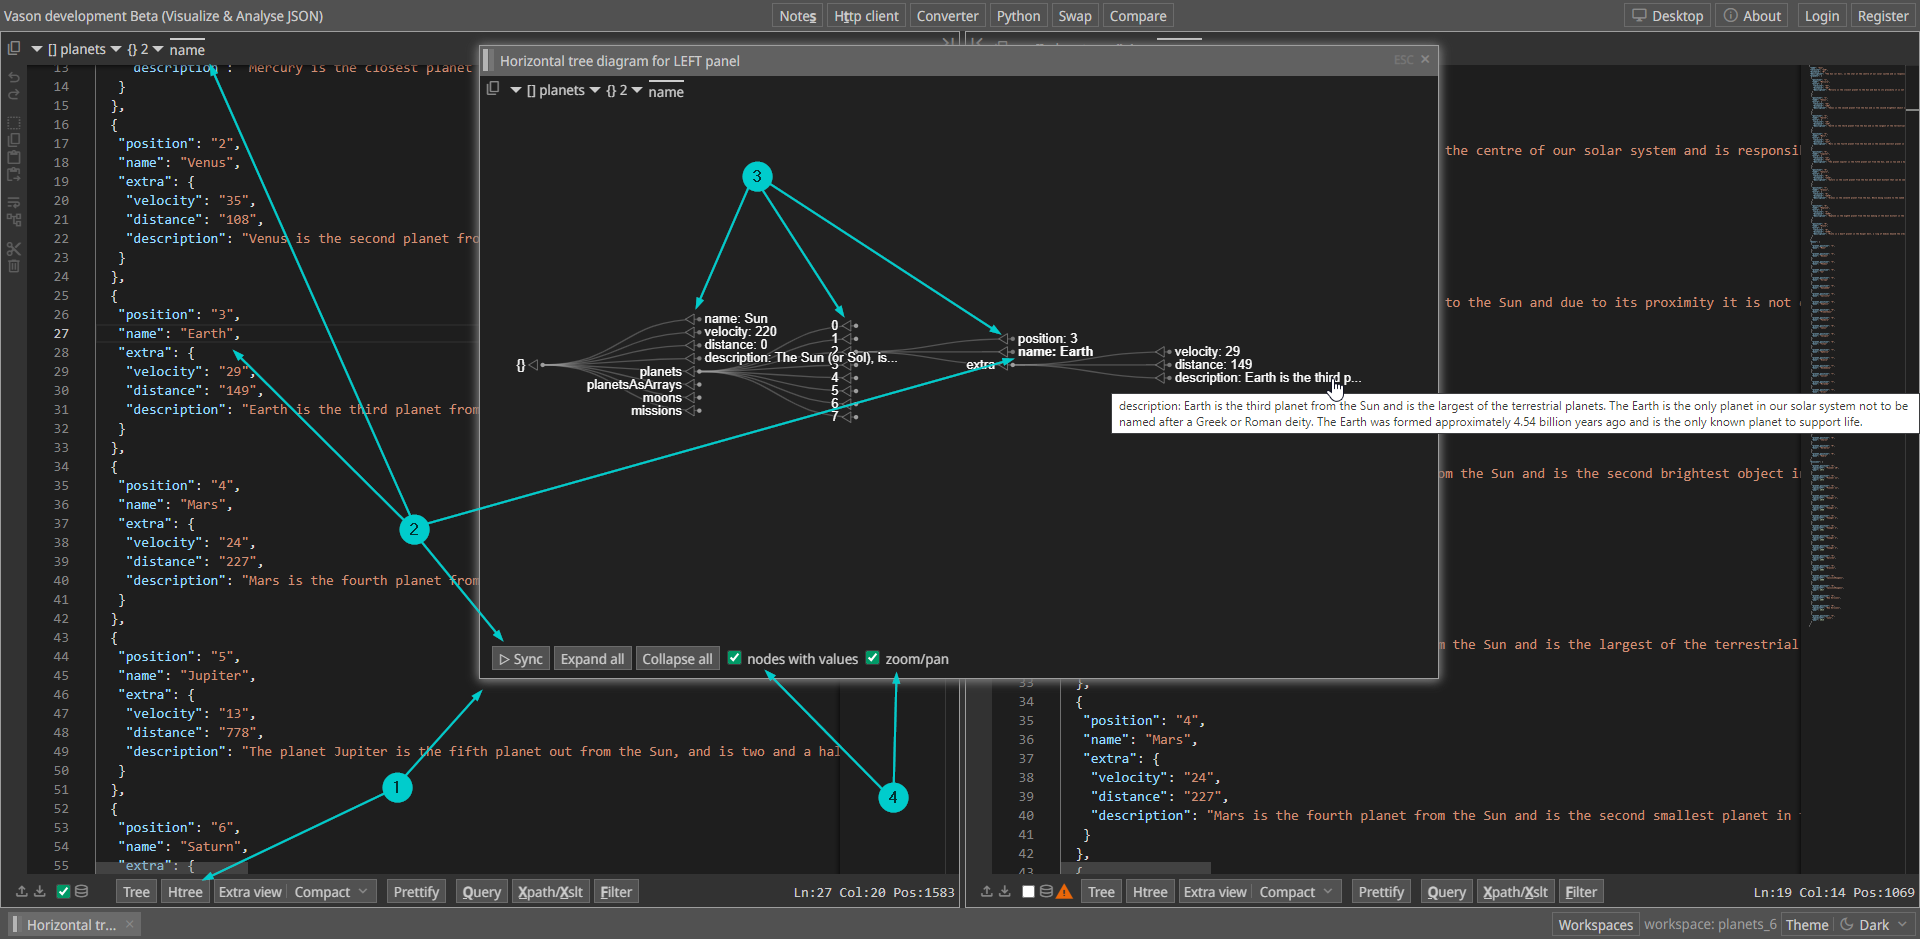 Vason development Beta (Visualize & Analyse JSON)
Notes Http client Converter Python Swap Compare
Desktop About Login Register
[] planets {} 2 name
13 "description": "Mercury is the closest planet
14 }
15 },
16 {
17 "position": "2",
18 "name": "Venus",
19 "extra": {
20 "velocity": "35",
21 "distance": "108",
22 "description": "Venus is the second planet fro
23 }
24 },
25 {
26 "position": "3",
27 "name": "Earth",
28 "extra": {
29 "velocity": "29",
30 "distance": "149",
31 "description": "Earth is the third planet from
32 }
33 },
34 {
35 "position": "4",
36 "name": "Mars",
37 "extra": {
38 "velocity": "24",
39 "distance": "227",
40 "description": "Mars is the fourth planet from
41 }
42 },
43 {
44 "position": "5",
45 "name": "Jupiter",
46 "extra": {
47 "velocity": "13",
48 "distance": "778",
49 "description": "The planet Jupiter is the fifth planet out from the Sun, and is two and a hal
50 }
51 },
52 {
53 "position": "6",
54 "name": "Saturn",
55 "extra": {
Tree Htree Extra view Compact Prettify Query Xpath/Xslt Filter
Ln:27 Col:20 Pos:1583
Horizontal tree diagram for LEFT panel
ESC ×
[] planets {} 2 name
3
{}
name: Sun
velocity: 220
distance: 0
description: The Sun (or Sol), is...
planets
planetsAsArrays
moons
missions
0
1
2
3
4
5
6
7
position: 3
name: Earth
extra
velocity: 29
distance: 149
description: Earth is the third p...
description: Earth is the third planet from the Sun and is the largest of the terrestrial planets. The Earth is the only planet in our solar system not to be
named after a Greek or Roman deity. The Earth was formed approximately 4.54 billion years ago and is the only known planet to support life.
2
Sync Expand all Collapse all nodes with values zoom/pan
1
4
the centre of our solar system and is responsi
to the Sun and due to its proximity it is not
om the Sun and is the second brightest object i
m the Sun and is the largest of the terrestrial
33 },
34 {
35 "position": "4",
36 "name": "Mars",
37 "extra": {
38 "velocity": "24",
39 "distance": "227",
40 "description": "Mars is the fourth planet from the Sun and is the second smallest planet in
41 }
42 },
43 {
Tree Htree Extra view Compact Prettify Query Xpath/Xslt Filter
Ln:19 Col:14 Pos:1069
Horizontal tr... ×
Workspaces workspace: planets_6 Theme Dark